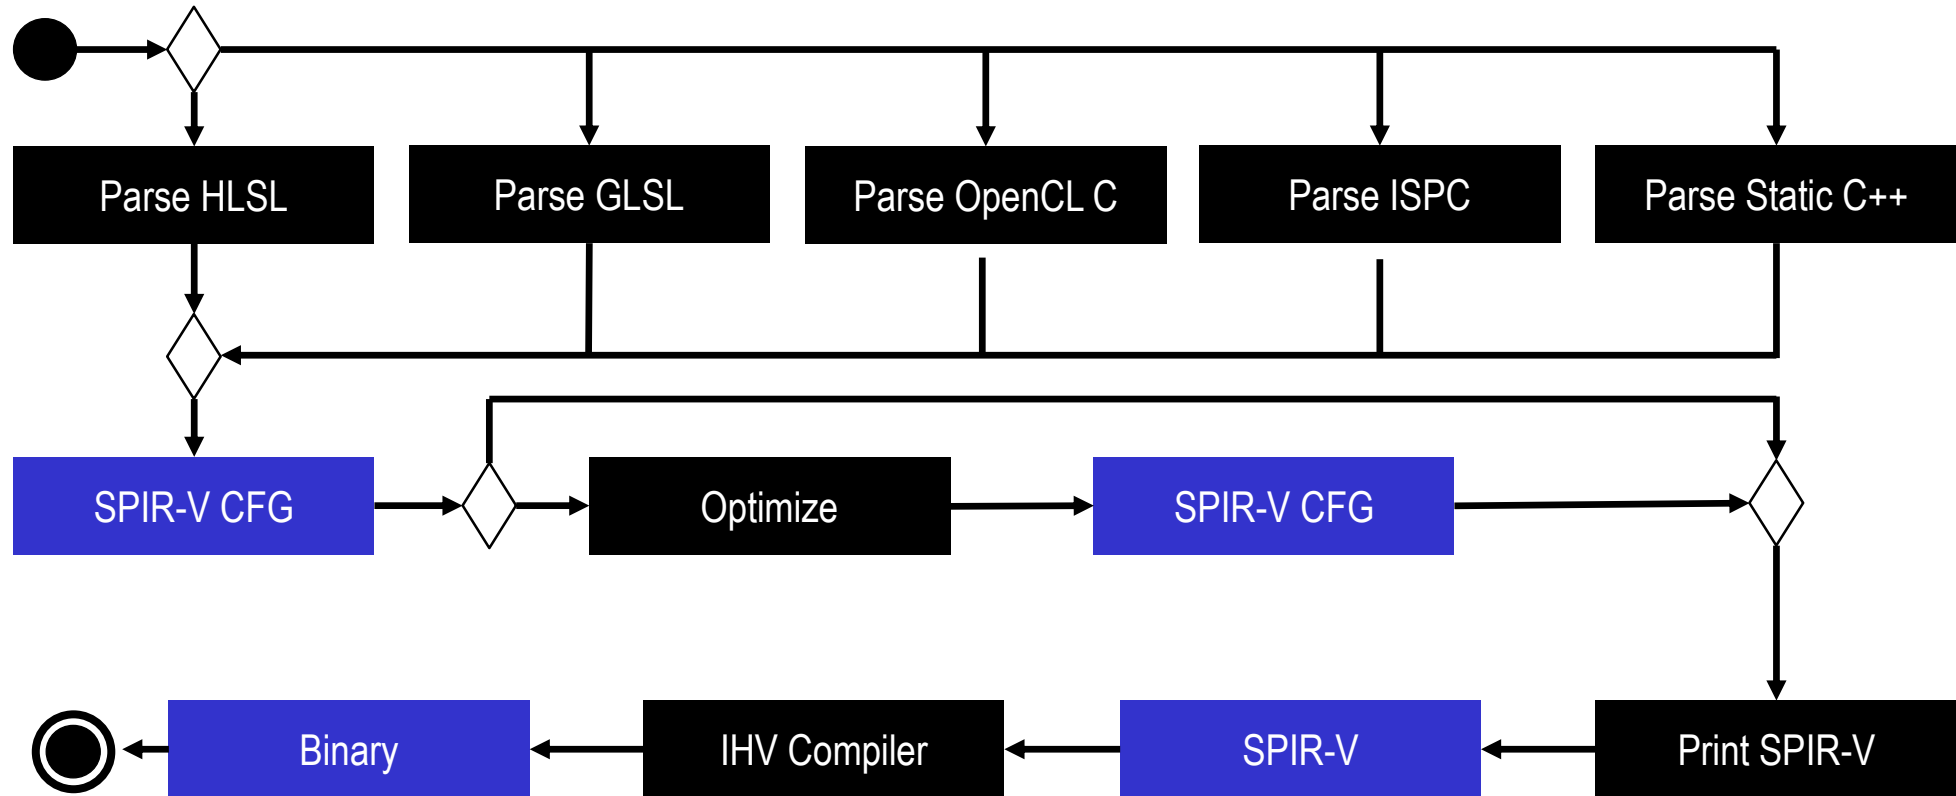 Parse HLSL
Parse GLSL
Parse OpenCL C
Parse ISPC
Parse Static C++
SPIR-V CFG
Optimize
SPIR-V CFG
Binary
IHV Compiler
SPIR-V
Print SPIR-V